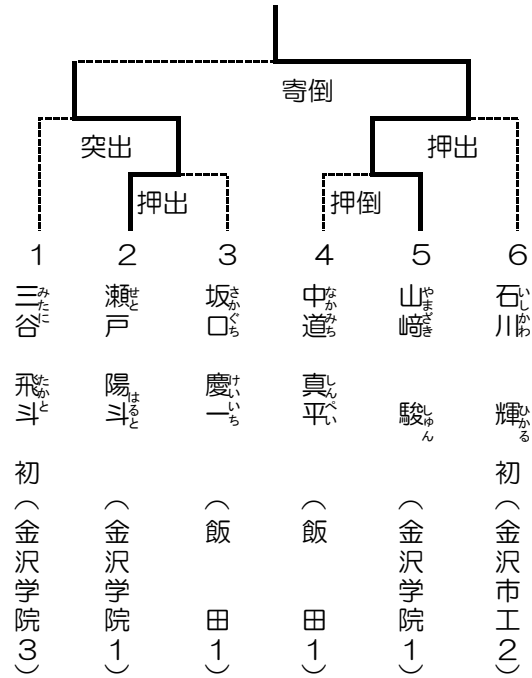 寄倒
突出
押出
押出
押倒
1
2
3
4
5
6
三谷 飛斗 初（金沢学院3）
みたに たかと
瀬戸 陽斗（金沢学院1）
せと はると
坂口 慶一（飯田1）
さかぐち けいいち
中道 真平（飯田1）
なかみち しんぺい
山﨑 駿（金沢学院1）
やまざき しゅん
石川 輝 初（金沢市工2）
いしかわ ひかる